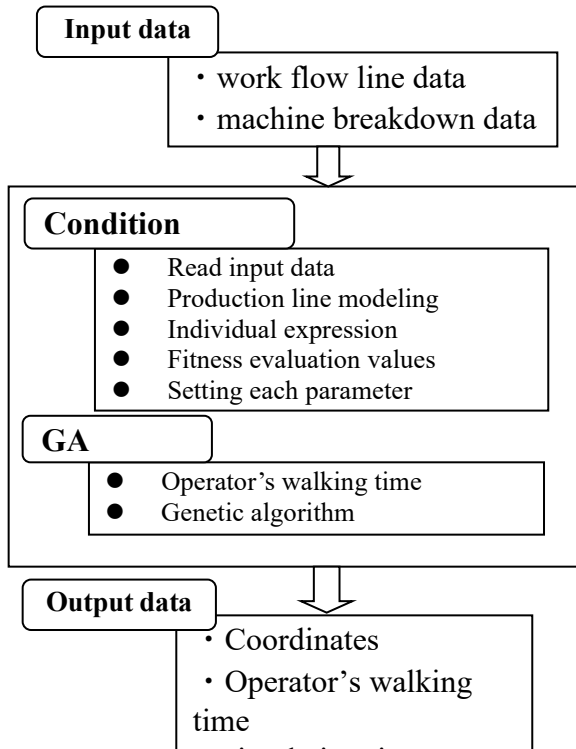 Input data
・work flow line data
・machine breakdown data
Condition
● Read input data
● Production line modeling
● Individual expression
● Fitness evaluation values
● Setting each parameter
GA
● Operator’s walking time
● Genetic algorithm
Output data
・Coordinates
・Operator’s walking
time